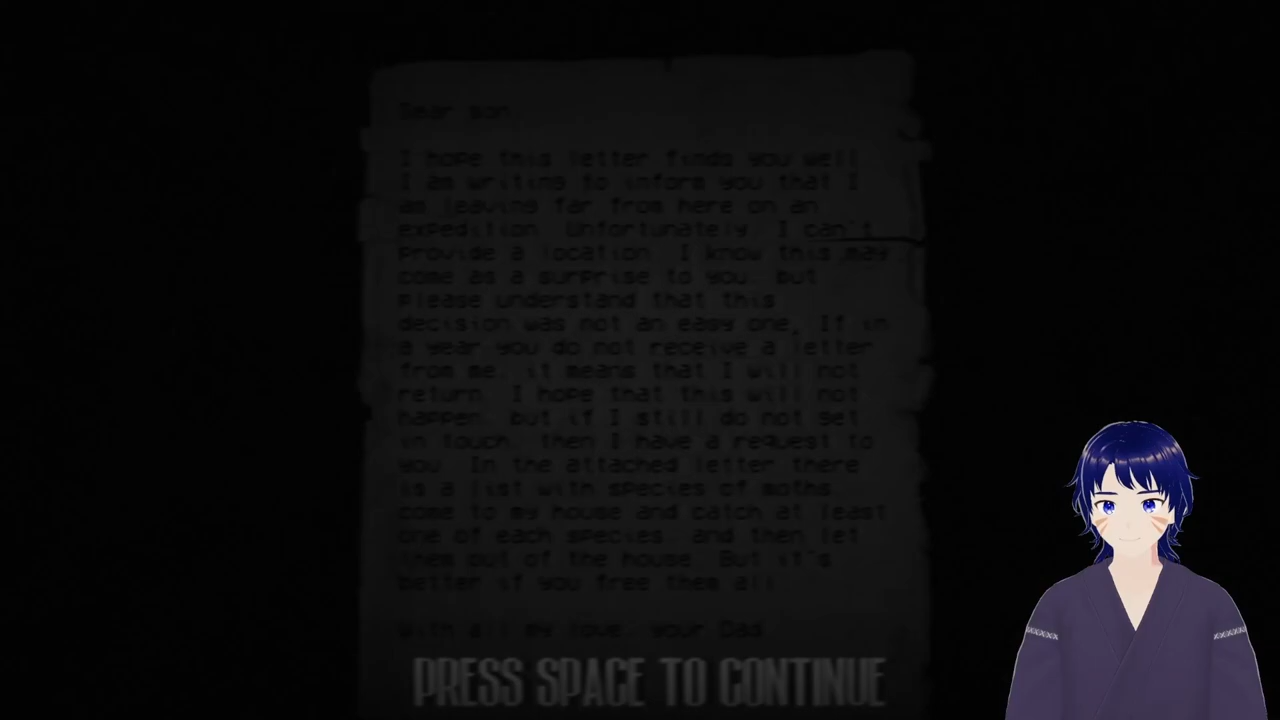 Dear son
I hope this letter finds you well
I am writing to inform you that I
am leaving far from here on an
expedition. Unfortunately, I can't
provide a location. I know this may
come as a surprise to you, but
please understand that this
decision was not an easy one, If in
a year you do not receive a letter
from me, it means that I will not
return. I hope that this will not
happen, but if I still do not get
in touch, then I have a request to
you. In the attached letter there
is a list with species of moths.
Come to my house and catch at least
one of each species, and then let
them out of the house. But it's
better if you free them all
With all my love, your Dad
PRESS SPACE TO CONTINUE